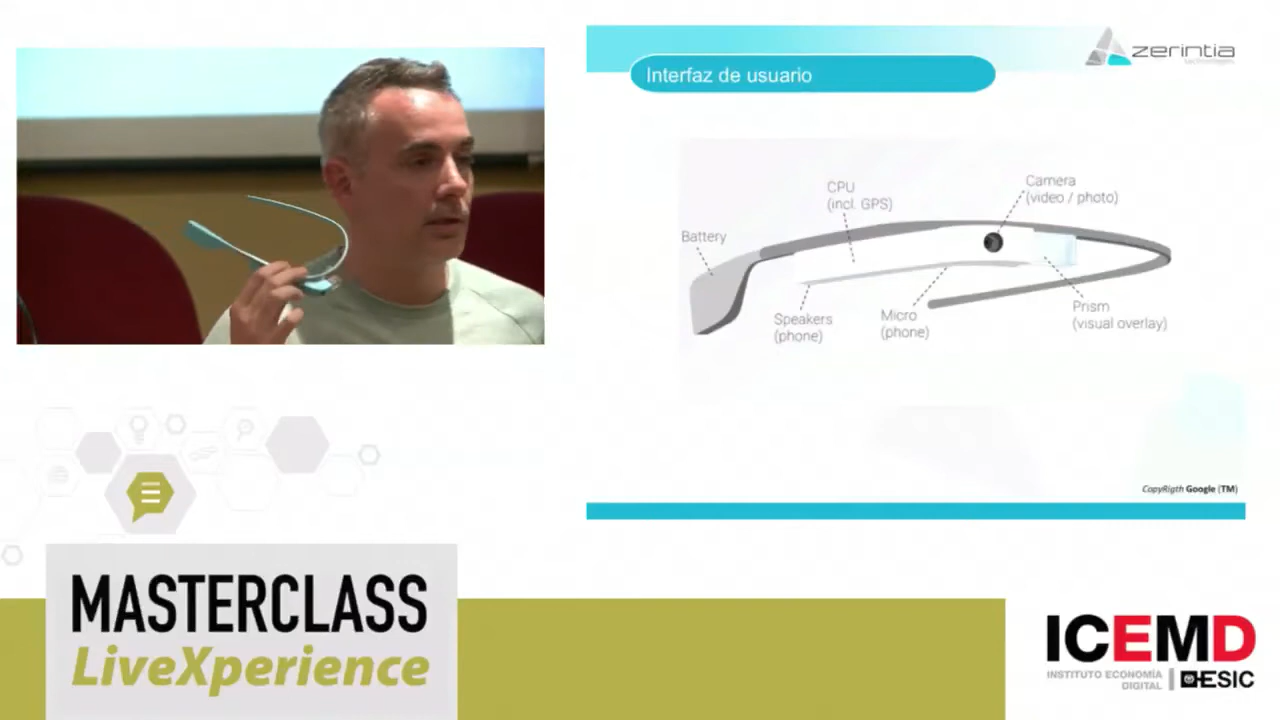 zerintia
technologies
Interfaz de usuario
CPU
(incl. GPS)
Camera
(video / photo)
Battery
Speakers
(phone)
Micro
(phone)
Prism
(visual overlay)
CopyRigth Google (TM)
MASTERCLASS
LiveXperience
ICEMD
INSTITUTO ECONOMÍA
DIGITAL
ESIC